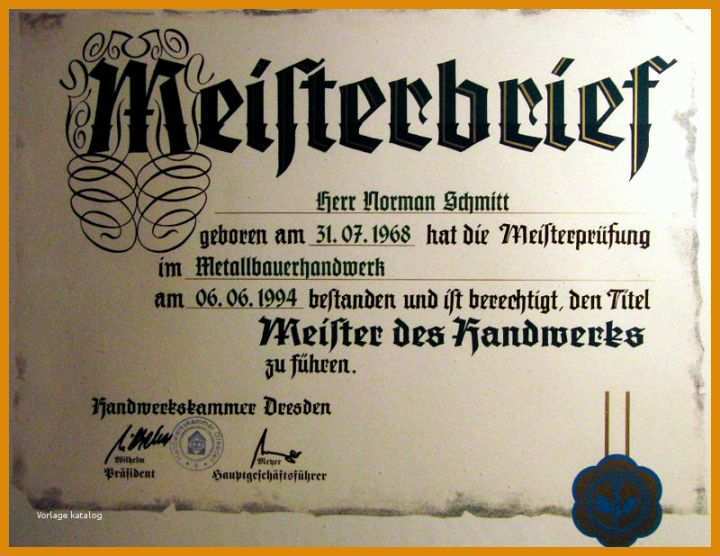 Meisterbrief
Herr Norman Schmitt
geboren am 31.07.1968 hat die Meisterprüfung
im Metallbauerhandwerk
am 06.06.1994 bestanden und ist berechtigt, den Titel
Meister des Handwerks
zu führen.
Handwerkskammer Dresden
Wilhelm
Präsident
Meyer
Hauptgeschäftsführer
Vorlage katalog